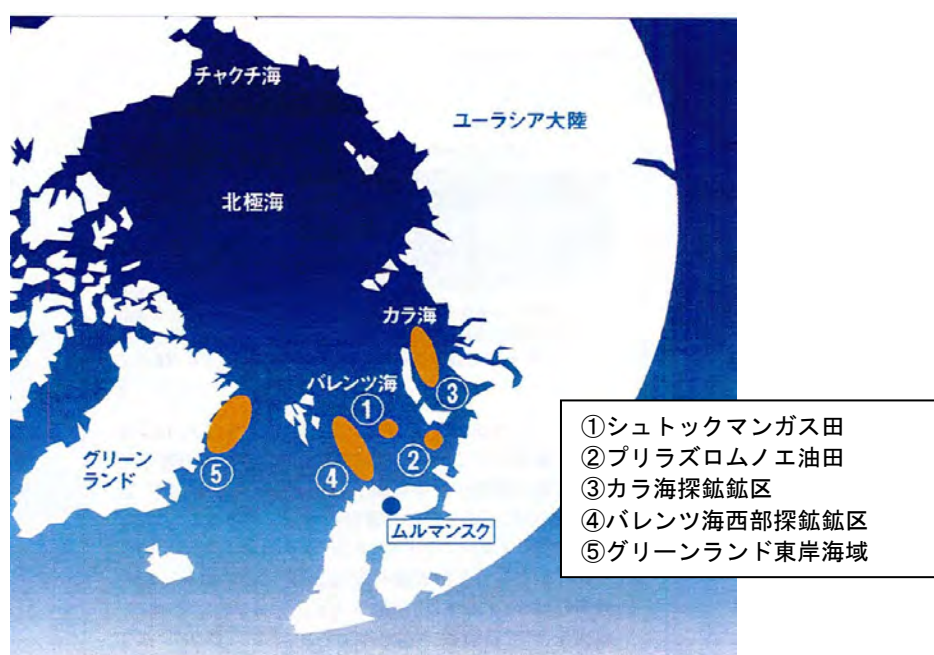 チャクチ海
ユーラシア大陸
北極海
カラ海
バレンツ海
①
③
②
④
⑤
グリーン
ランド
ムルマンスク
①シュトックマンガス田
②プリラズロムノエ油田
③カラ海探鉱鉱区
④バレンツ海西部探鉱鉱区
⑤グリーンランド東岸海域